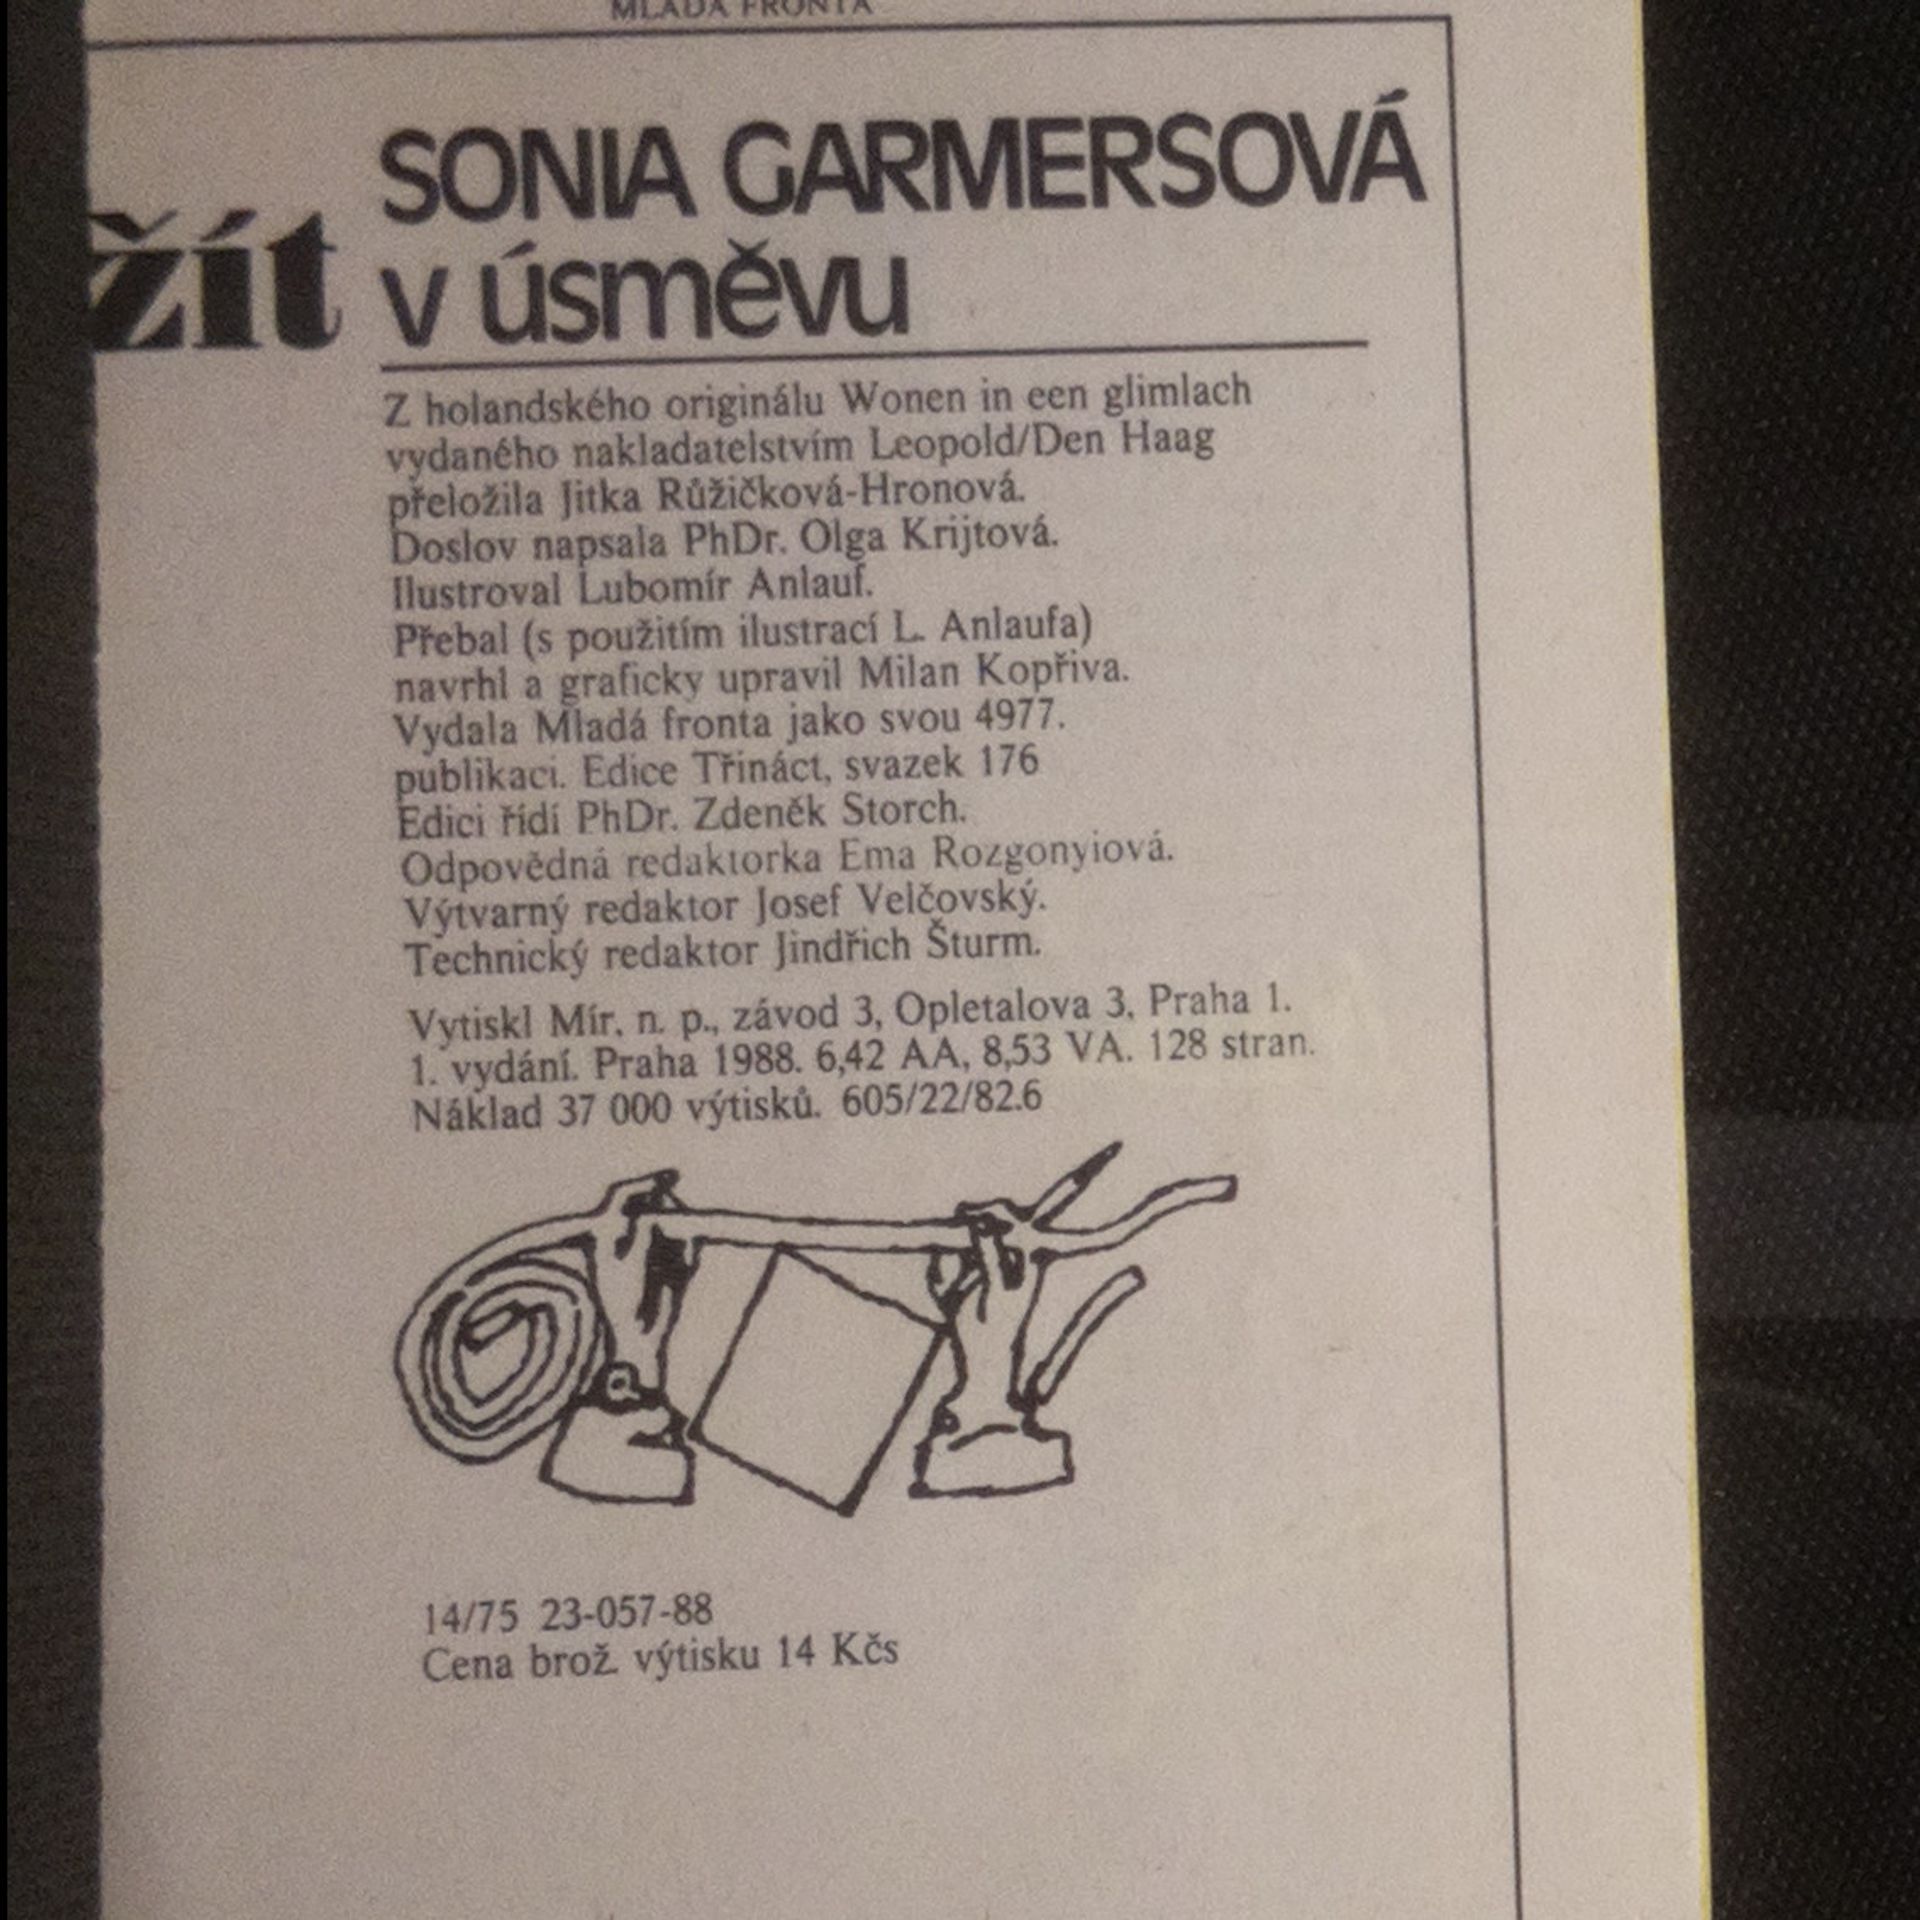 MLADÁ FRONTA
SONIA GARMERSOVÁ
žít v úsměvu
Z holandského originálu Wonen in een glimlach
vydaného nakladatelstvím Leopold/Den Haag
přeložila Jitka Růžičková-Hronová.
Doslov napsala PhDr. Olga Krijtová.
Ilustroval Lubomír Anlauf.
Přebal (s použitím ilustrací L. Anlaufa)
navrhl a graficky upravil Milan Kopřiva.
Vydala Mladá fronta jako svou 4977.
publikaci. Edice Třináct, svazek 176
Edici řídí PhDr. Zdeněk Storch.
Odpovědná redaktorka Ema Rozgonyiová.
Výtvarný redaktor Josef Velčovský.
Technický redaktor Jindřich Šturm.
Vytiskl Mír, n. p., závod 3, Opletalova 3, Praha 1.
1. vydání. Praha 1988. 6,42 AA, 8,53 VA. 128 stran.
Náklad 37 000 výtisků. 605/22/82.6
14/75 23-057-88
Cena brož. výtisku 14 Kčs